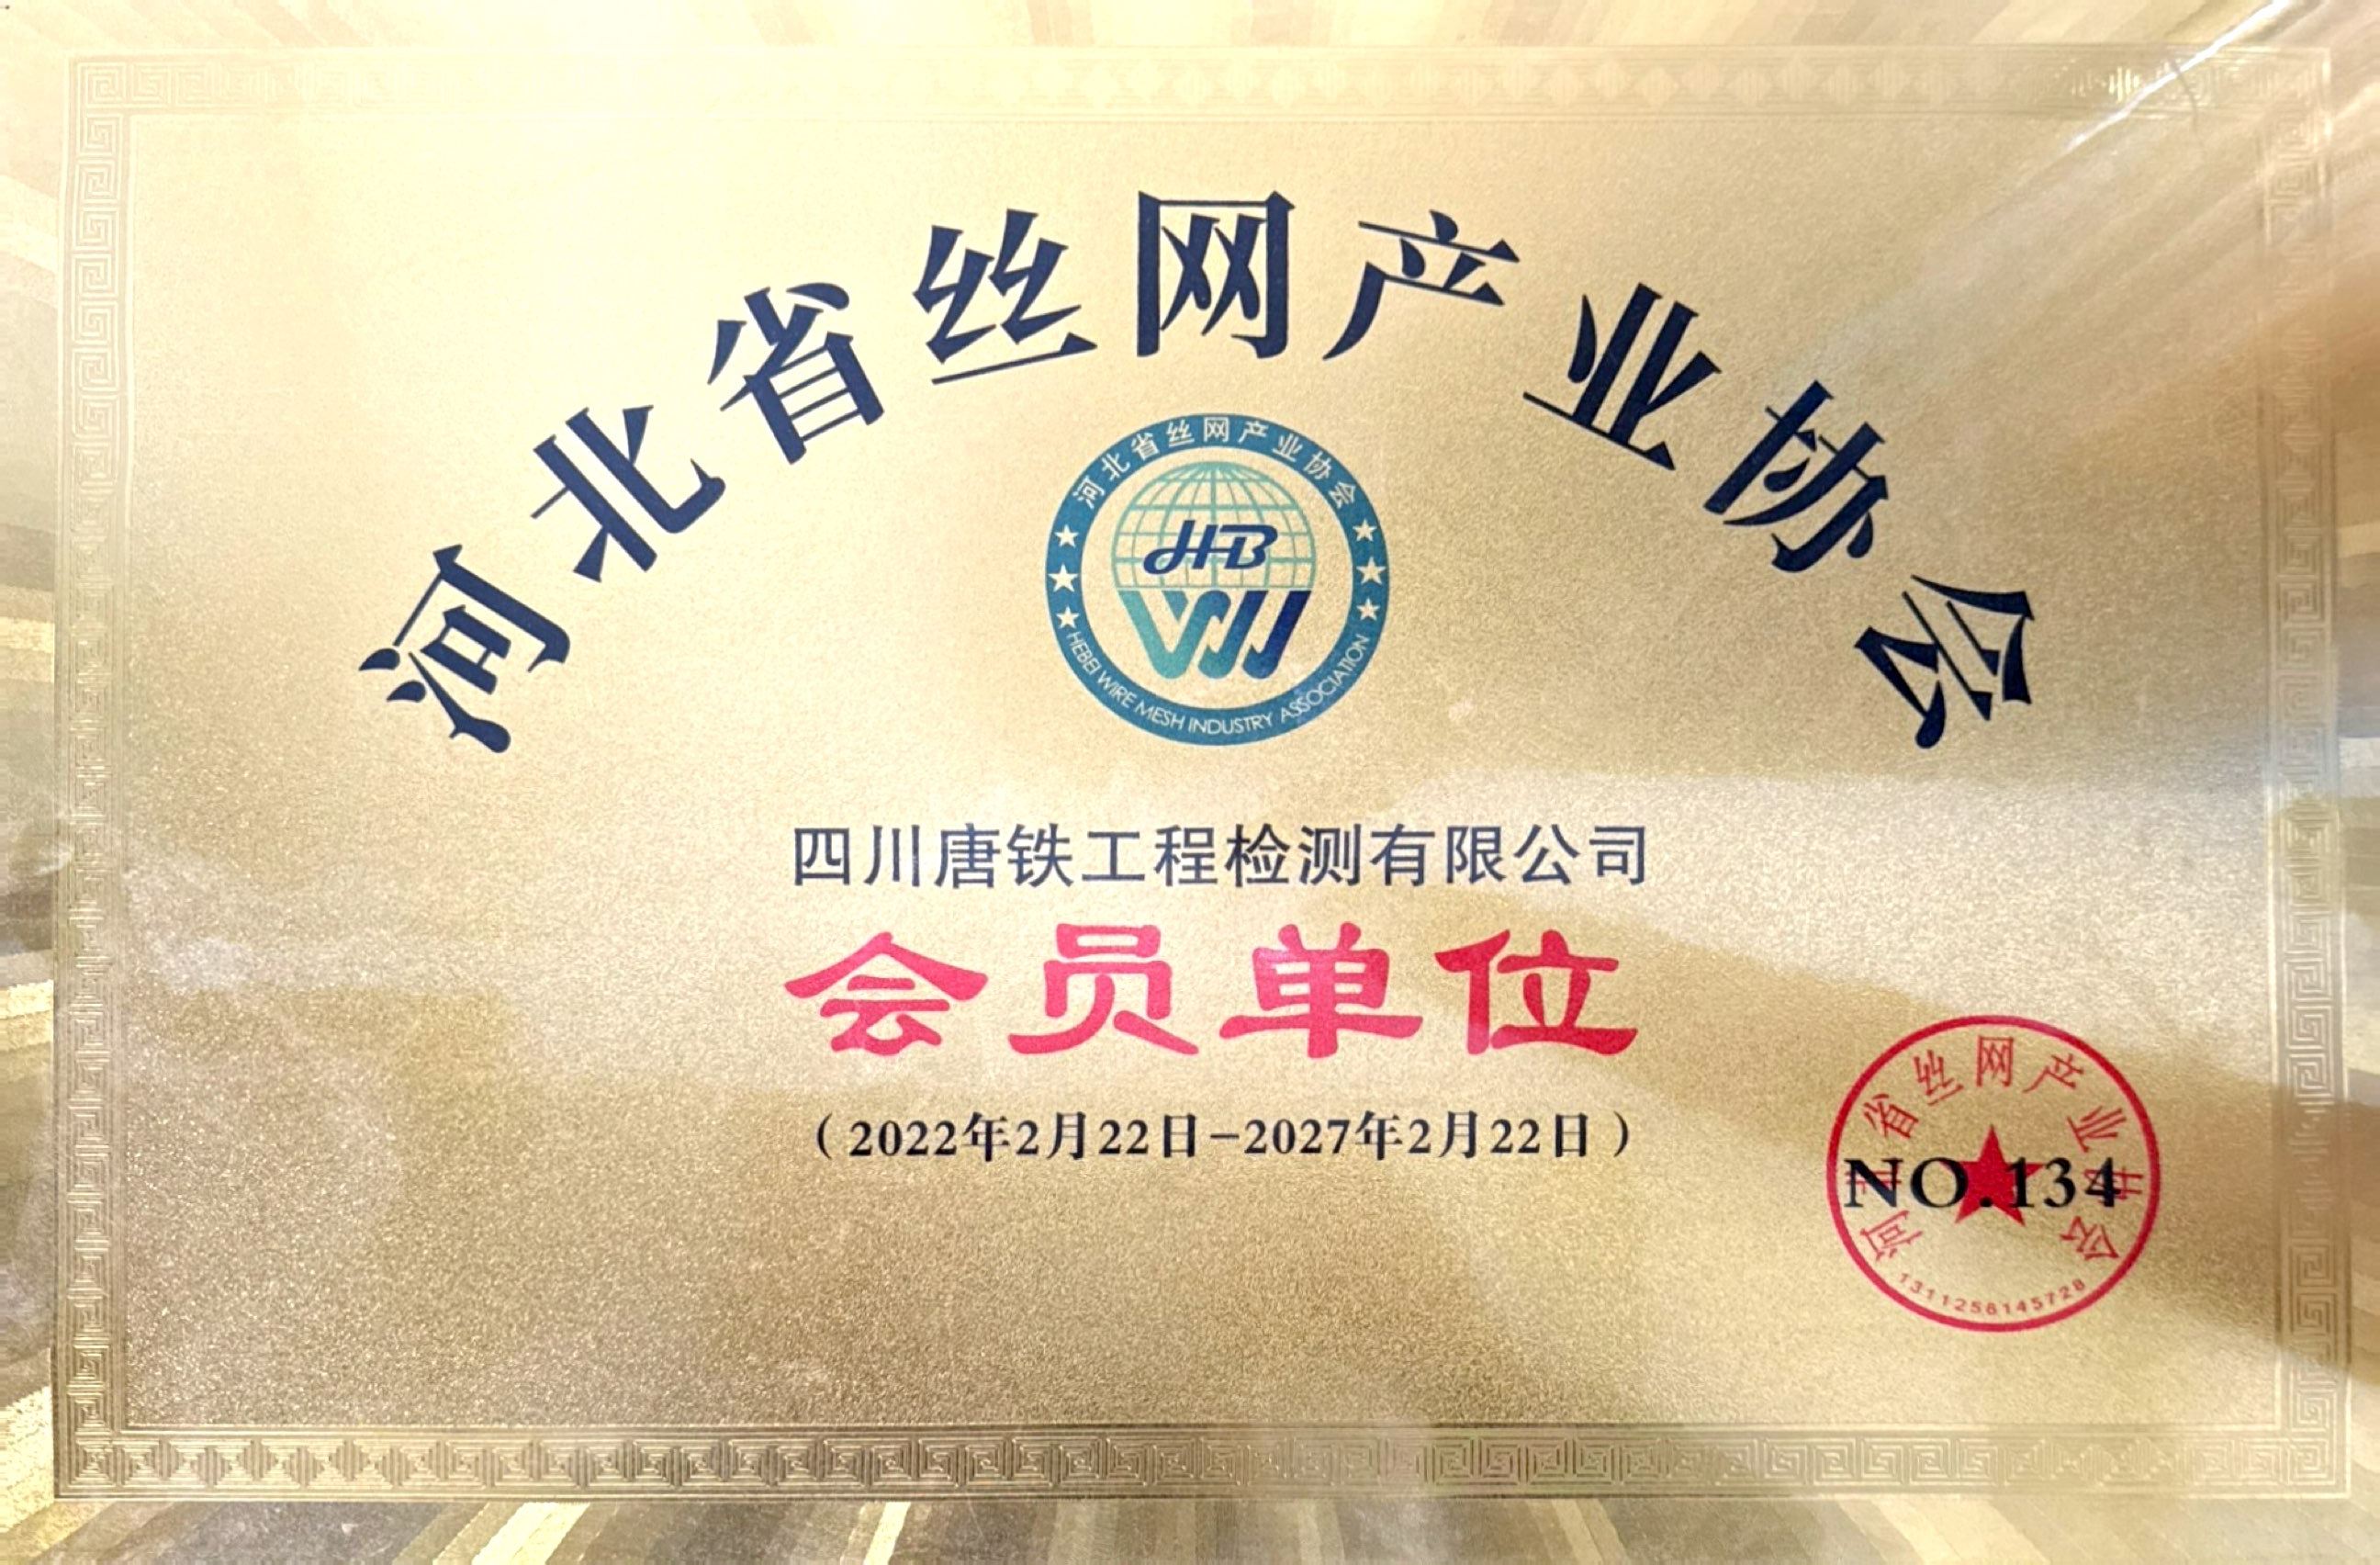 河北省丝网产业协会
河北省丝网产业协会
HB
HEBEI WIRE MESH INDUSTRY ASSOCIATION
四川唐铁工程检测有限公司
会员单位
（2022年2月22日-2027年2月22日）
河北省丝网产业协会
NO.134
1311256145728